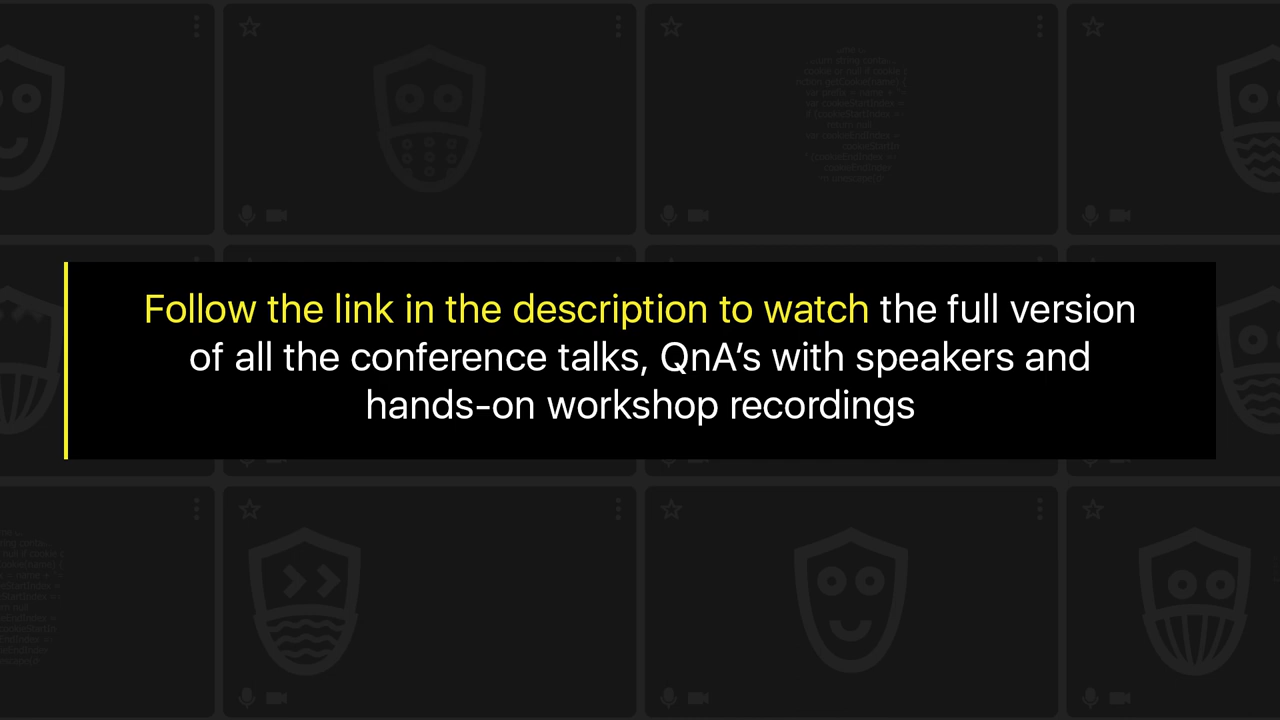 Follow the link in the description to watch the full version
of all the conference talks, QnA’s with speakers and
hands-on workshop recordings